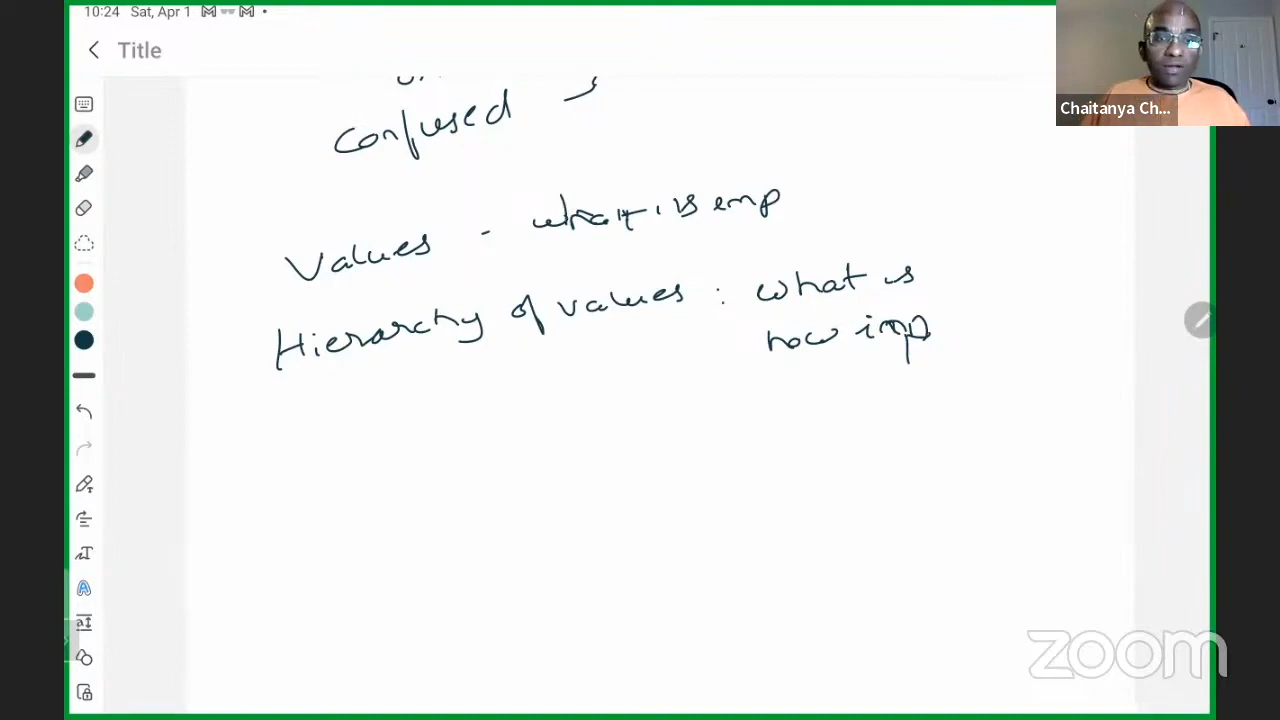 10:24 Sat, Apr 1
Title
Chaitanya Ch...
confused
Values - what is imp
Hierarchy of values : what is
how imp
zoom